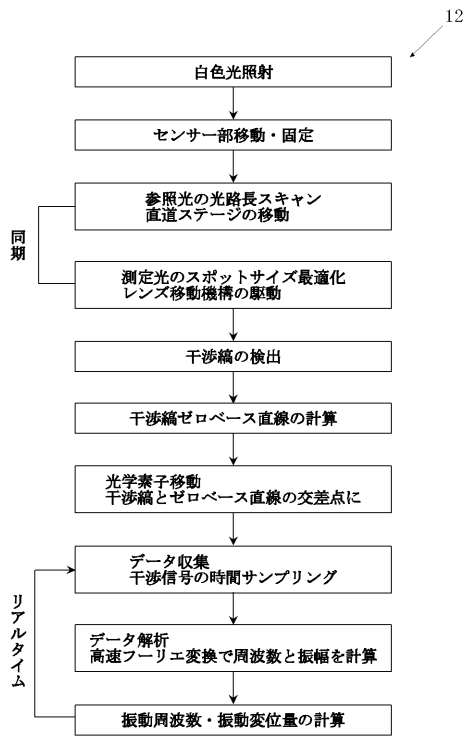 12
白色光照射
センサー部移動・固定
参照光の光路長スキャン
直道ステージの移動
同期
測定光のスポットサイズ最適化
レンズ移動機構の駆動
干渉縞の検出
干渉縞ゼロベース直線の計算
光学素子移動
干渉縞とゼロベース直線の交差点に
データ収集
干渉信号の時間サンプリング
リアルタイム
データ解析
高速フーリエ変換で周波数と振幅を計算
振動周波数・振動変位量の計算